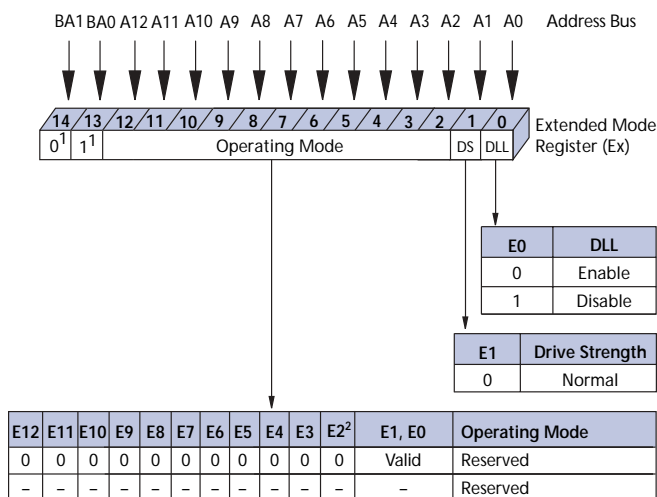 BA1 BA0 A12 A11 A10 A9 A8 A7 A6 A5 A4 A3 A2 A1 A0 Address Bus
14 13 12 11 10 9 8 7 6 5 4 3 2 1 0 Extended Mode
0¹ 1¹ Operating Mode DS DLL Register (Ex)
E0 DLL
0 Enable
1 Disable
E1 Drive Strength
0 Normal
E12 E11 E10 E9 E8 E7 E6 E5 E4 E3 E2² E1, E0 Operating Mode
0 0 0 0 0 0 0 0 0 0 0 Valid Reserved
– – – – – – – – – – – – Reserved